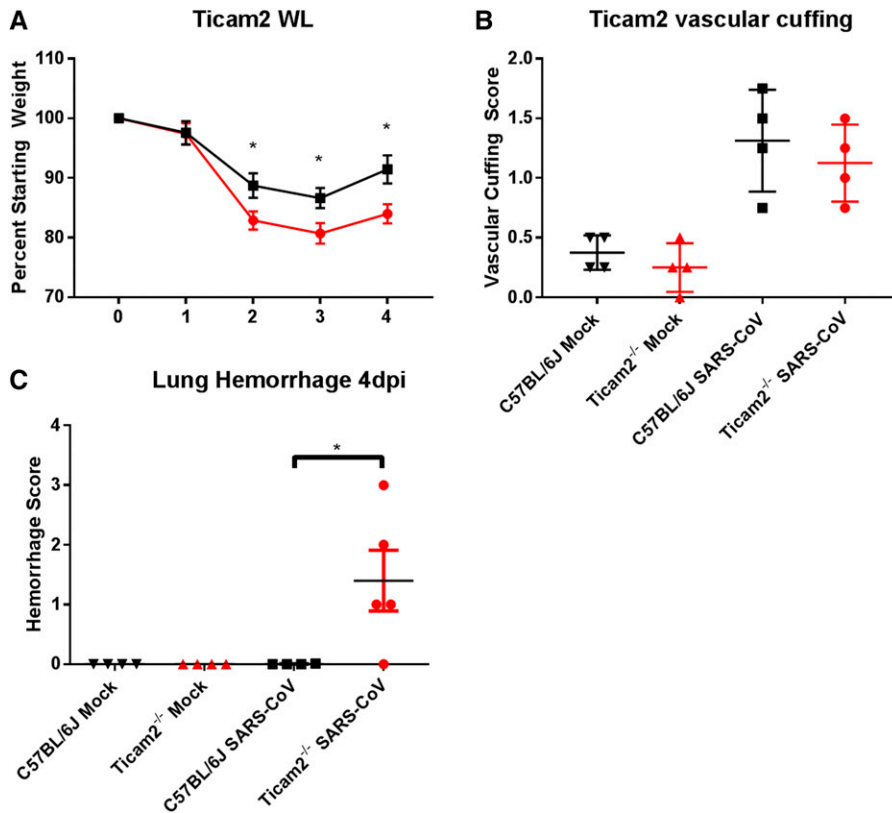 A
Ticam2 WL
Percent Starting Weight
110
100
90
80
70
*
*
*
0 1 2 3 4
B
Ticam2 vascular cuffing
Vascular Cuffing Score
2.0
1.5
1.0
0.5
0.0
C57BL/6J Mock
Ticam2-/- Mock
C57BL/6J SARS-CoV
Ticam2-/- SARS-CoV
C
Lung Hemorrhage 4dpi
Hemorrhage Score
4
3
2
1
0
*
C57BL/6J Mock
Ticam2-/- Mock
C57BL/6J SARS-CoV
Ticam2-/- SARS-CoV